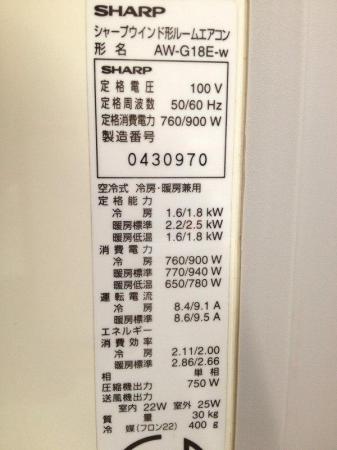 SHARP
シャープウインド形ルームエアコン
形 名 AW-G18E-w
SHARP
定格電圧 100 V
定格周波数 50/60 Hz
定格消費電力 760/900 W
製造番号
0430970
空冷式 冷房・暖房兼用
定格能力
冷 房 1.6/1.8 kW
暖房標準 2.2/2.5 kW
暖房低温 1.6/1.8 kW
消費電力
冷 房 760/900 W
暖房標準 770/940 W
暖房低温 650/780 W
運転電流
冷 房 8.4/9.1 A
暖房標準 8.6/9.5 A
エネルギー
消費効率
冷 房 2.11/2.00
暖房標準 2.86/2.66
相 単 相
圧縮機出力 750 W
送風機出力
室内 22W 室外 25W
質 量 30 kg
冷 媒(フロン22) 400 g